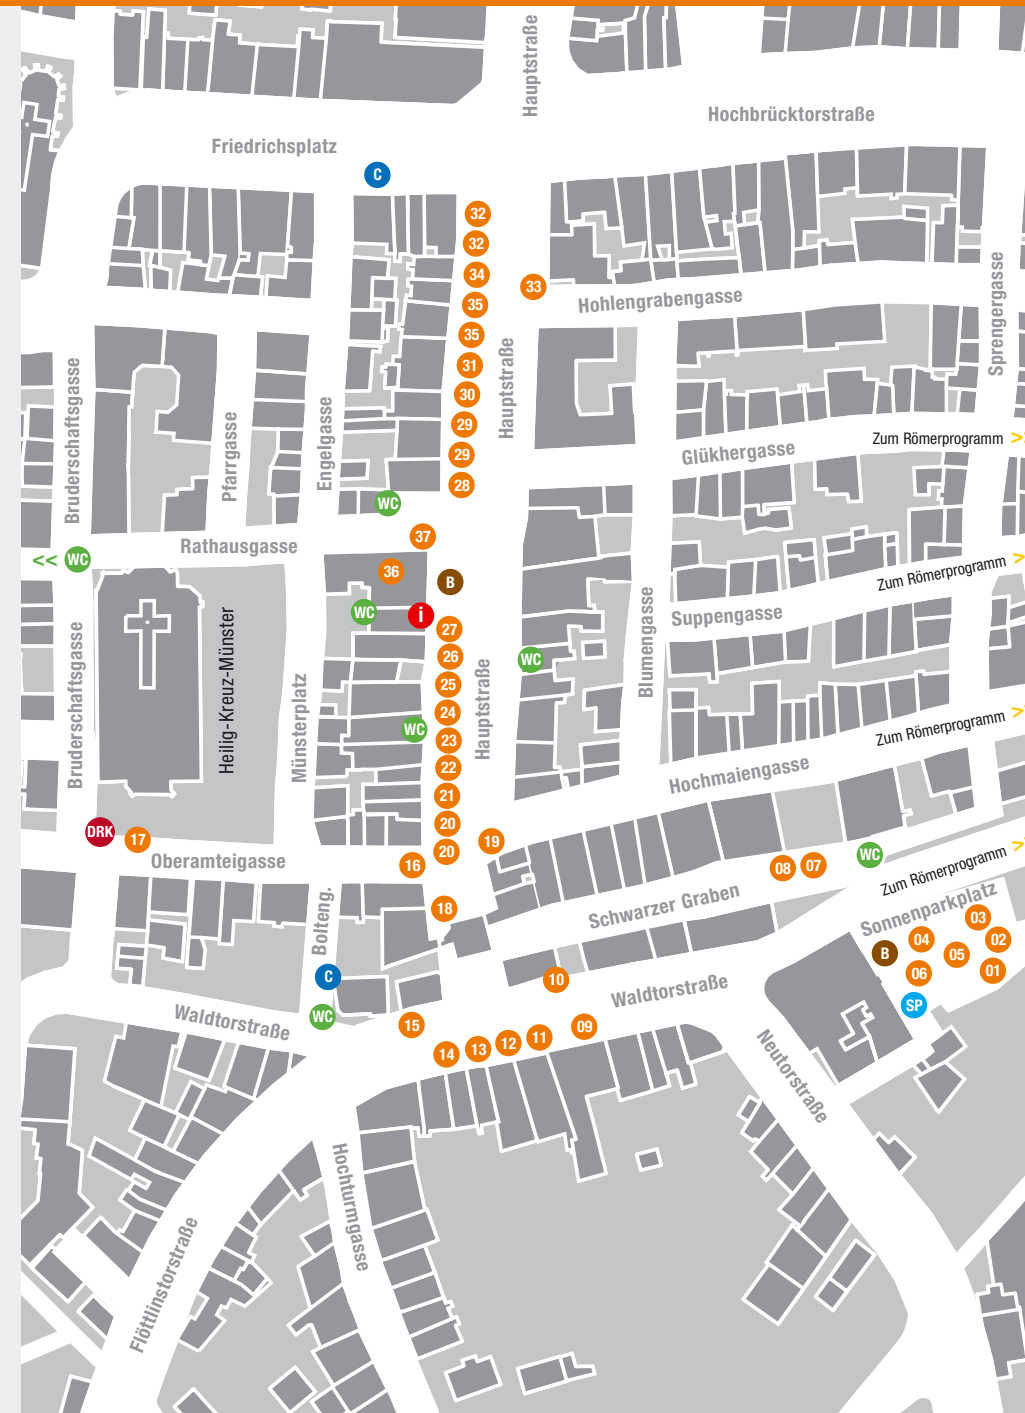 Hauptstraße
Hochbrücktorstraße
Friedrichsplatz
C
32
32
34
33
35
35
31
30
29
29
28
Hohlengrabengasse
Sprengergasse
Hauptstraße
Bruderschaftsgasse
Pfarrgasse
Engelgasse
Glükhergasse
Zum Römerprogramm >
WC
Rathausgasse
<< WC
37
36
B
WC
i
27
26
25
24
WC
23
22
21
20
20
Zum Römerprogramm >
Suppengasse
Blumengasse
WC
Hauptstraße
Bruderschaftsgasse
Heilig-Kreuz-Münster
Münsterplatz
Zum Römerprogramm >
Hochmaiengasse
DRK
17
Oberamteigasse
16
19
18
08
07
WC
Zum Römerprogramm >
Schwarzer Graben
Sonnenparkplatz
03
02
04
05
01
06
B
SP
Bolteng.
C
WC
Waldtorstraße
10
Waldtorstraße
15
14
13
12
11
09
Neutorstraße
Hochturmgasse
Flöttlinstorstraße